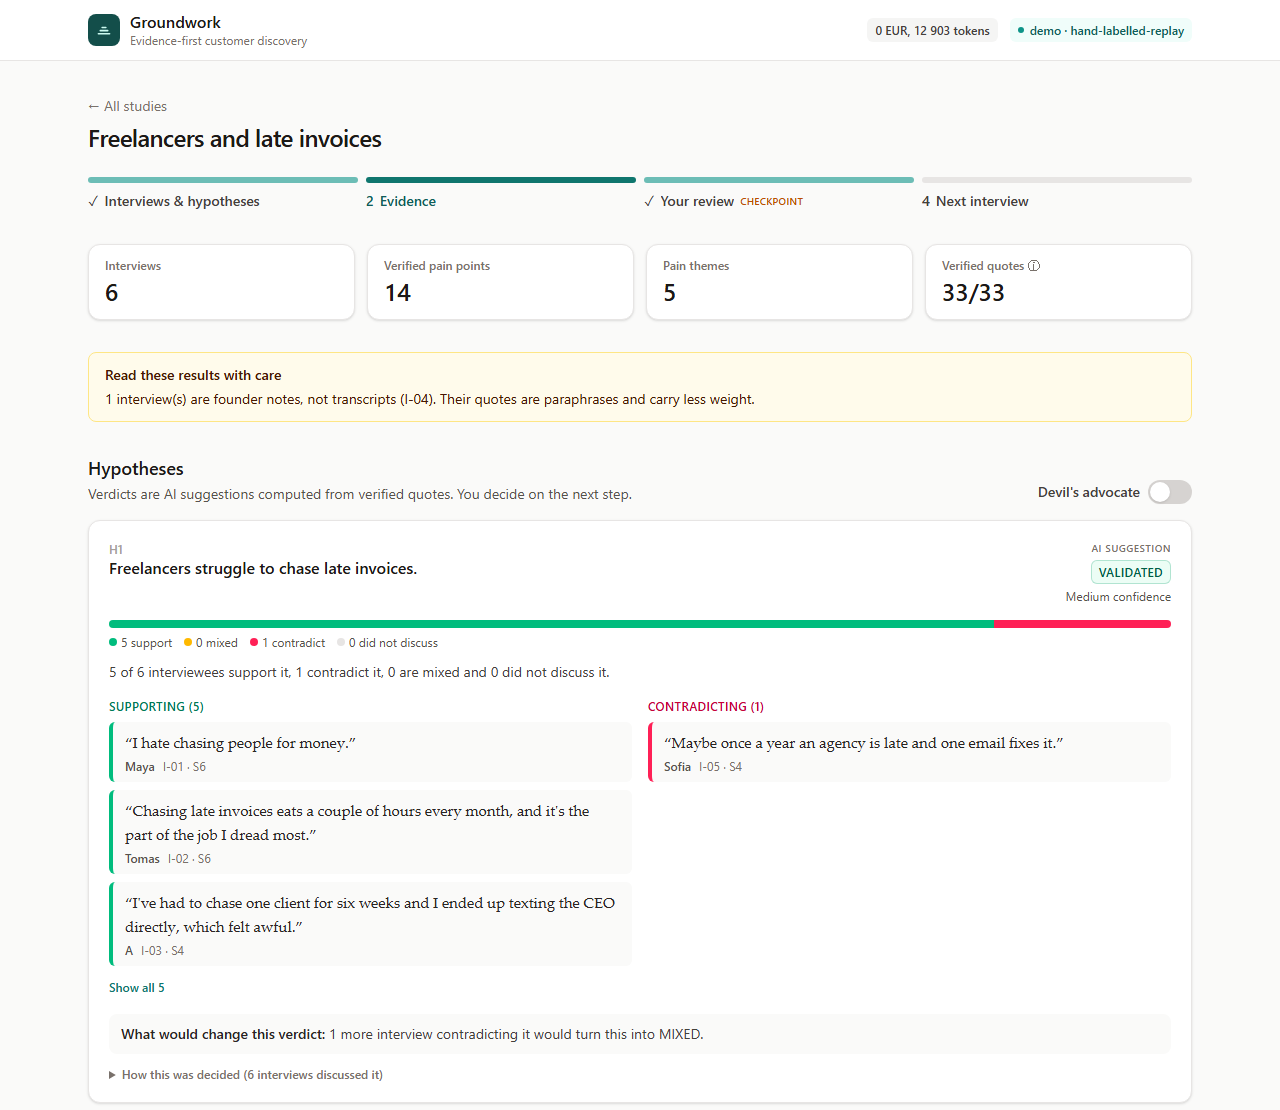 Groundwork
Evidence-first customer discovery
0 EUR, 12 903 tokens
demo · hand-labelled-replay
← All studies
Freelancers and late invoices
✓ Interviews & hypotheses
2 Evidence
✓ Your review CHECKPOINT
4 Next interview
Interviews
6
Verified pain points
14
Pain themes
5
Verified quotes ⓘ
33/33
Read these results with care
1 interview(s) are founder notes, not transcripts (I-04). Their quotes are paraphrases and carry less weight.
Hypotheses
Verdicts are AI suggestions computed from verified quotes. You decide on the next step.
Devil's advocate
H1
Freelancers struggle to chase late invoices.
AI SUGGESTION
VALIDATED
Medium confidence
5 support 0 mixed 1 contradict 0 did not discuss
5 of 6 interviewees support it, 1 contradict it, 0 are mixed and 0 did not discuss it.
SUPPORTING (5)
“I hate chasing people for money.”
Maya I-01 · S6
“Chasing late invoices eats a couple of hours every month, and it's the
part of the job I dread most.”
Tomas I-02 · S6
“I've had to chase one client for six weeks and I ended up texting the CEO
directly, which felt awful.”
A I-03 · S4
Show all 5
CONTRADICTING (1)
“Maybe once a year an agency is late and one email fixes it.”
Sofia I-05 · S4
What would change this verdict: 1 more interview contradicting it would turn this into MIXED.
▶ How this was decided (6 interviews discussed it)